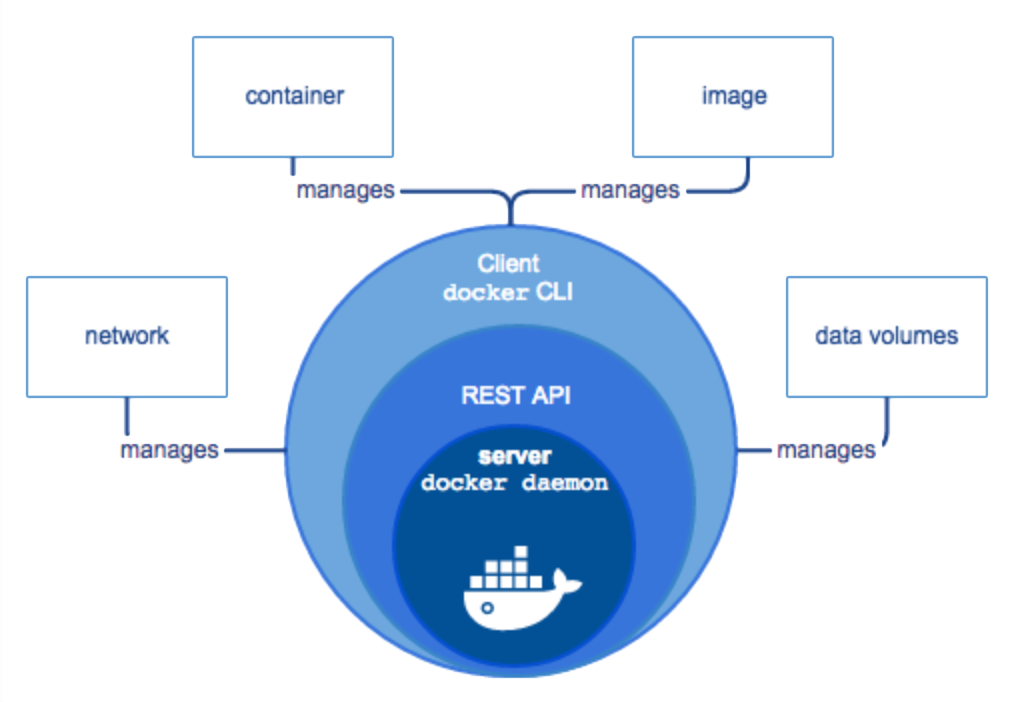 container
image
manages
manages
Client
docker CLI
network
data volumes
REST API
manages
manages
server
docker daemon